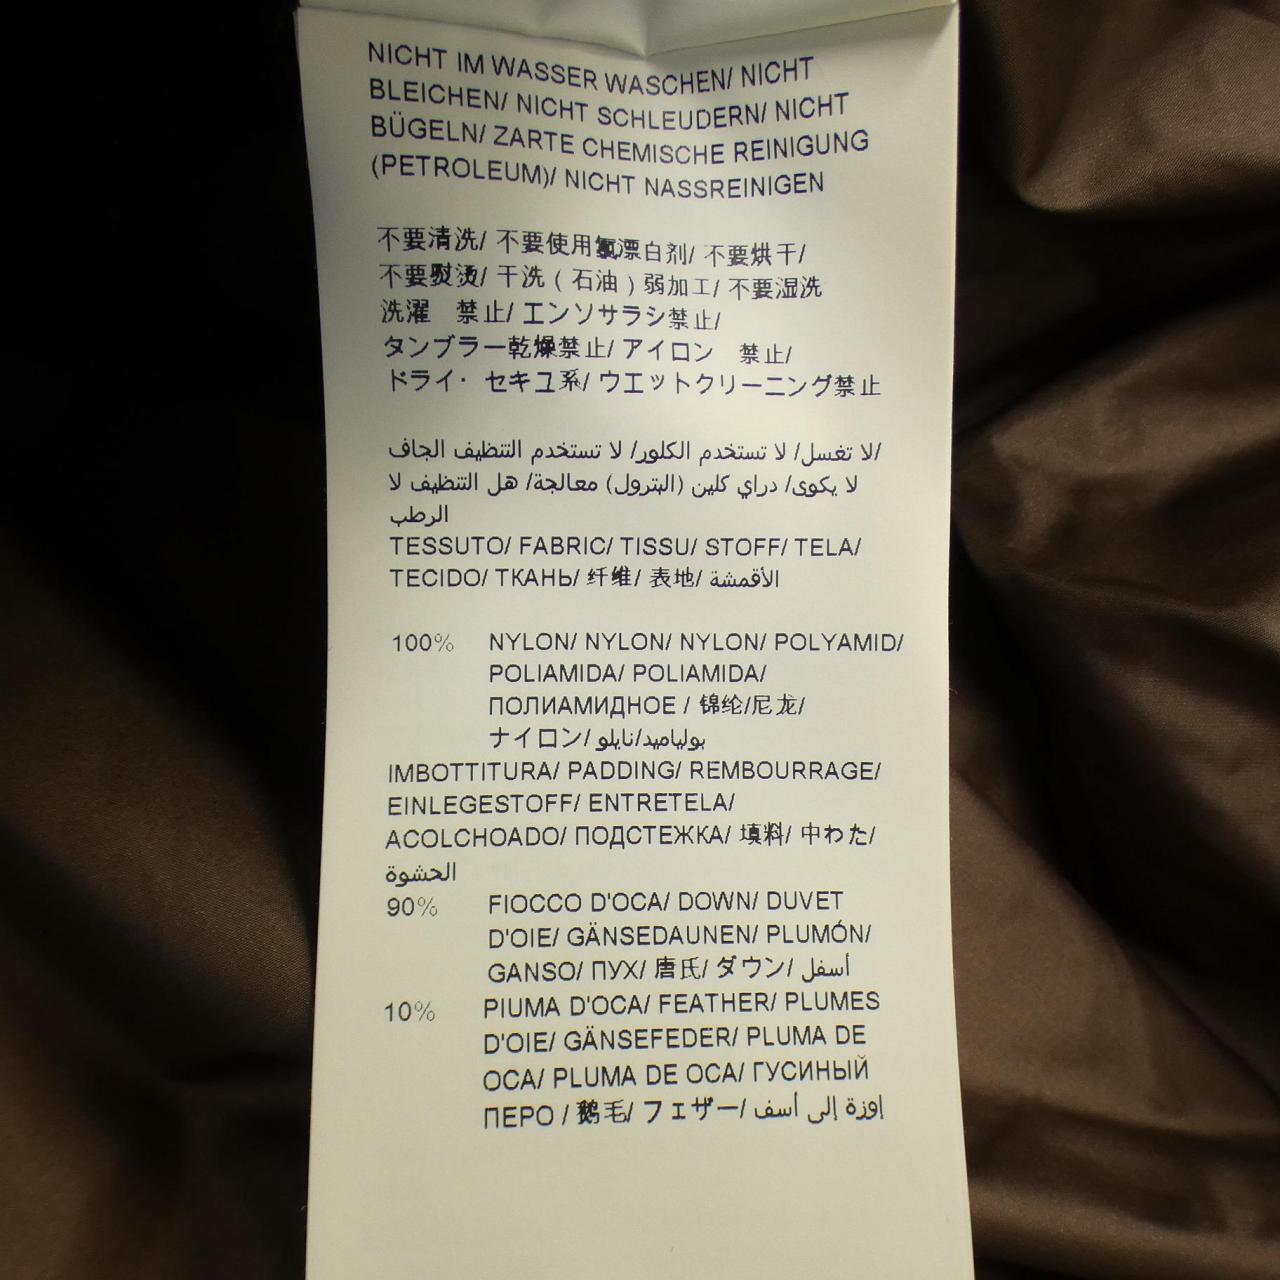 NICHT IM WASSER WASCHEN/ NICHT
BLEICHEN/ NICHT SCHLEUDERN/ NICHT
BÜGELN/ ZARTE CHEMISCHE REINIGUNG
(PETROLEUM)/ NICHT NASSREINIGEN
不要清洗/ 不要使用氯漂白剂/ 不要烘干/
不要熨烫/ 干洗 ( 石油 ) 弱加工/ 不要湿洗
洗濯　禁止/ エンソサラシ禁止/
タンブラー乾燥禁止/ アイロン　禁止/
ドライ・ セキユ系/ ウエットクリーニング禁止
لا تغسل/ لا تستخدم الكلور/ لا تستخدم التنظيف الجاف/
لا يكوى/ دراي كلين (البترول) معالجة/ هل التنظيف لا
الرطب
TESSUTO/ FABRIC/ TISSU/ STOFF/ TELA/
TECIDO/ ТКАНЬ/ 纤维/ 表地/ الأقمشة
100% NYLON/ NYLON/ NYLON/ POLYAMID/
POLIAMIDA/ POLIAMIDA/
ПОЛИАМИДНОЕ / 锦纶/尼龙/
ナイロン/ بولياميد/نايلو
IMBOTTITURA/ PADDING/ REMBOURRAGE/
EINLEGESTOFF/ ENTRETELA/
ACOLCHOADO/ ПОДСТЕЖКА/ 填料/ 中わた/
الحشوة
90% FIOCCO D'OCA/ DOWN/ DUVET
D'OIE/ GÄNSEDAUNEN/ PLUMÓN/
GANSO/ ПУХ/ 唐氏/ ダウン/ أسفل
10% PIUMA D'OCA/ FEATHER/ PLUMES
D'OIE/ GÄNSEFEDER/ PLUMA DE
OCA/ PLUMA DE OCA/ ГУСИНЫЙ
ПЕРО / 鹅毛/ フェザー/ إوزة إلى أسف